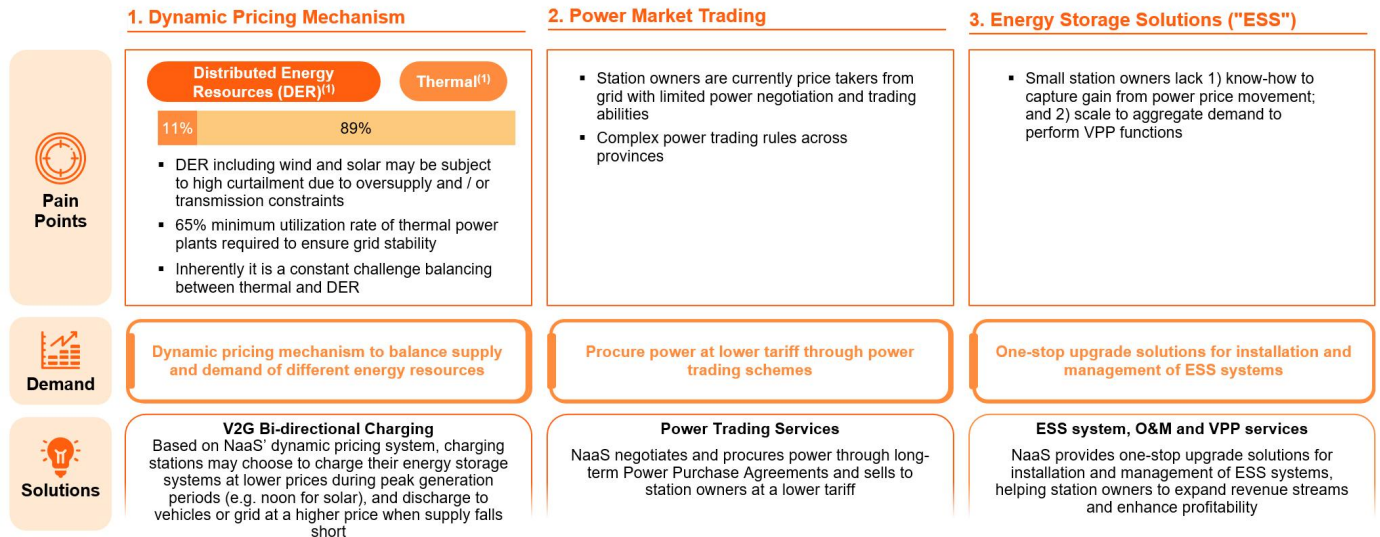 1. Dynamic Pricing Mechanism
2. Power Market Trading
3. Energy Storage Solutions ("ESS")
Pain
Points
Distributed Energy
Resources (DER)(1)
Thermal(1)
11%
89%
▪ DER including wind and solar may be subject
to high curtailment due to oversupply and / or
transmission constraints
▪ 65% minimum utilization rate of thermal power
plants required to ensure grid stability
▪ Inherently it is a constant challenge balancing
between thermal and DER
▪ Station owners are currently price takers from
grid with limited power negotiation and trading
abilities
▪ Complex power trading rules across
provinces
▪ Small station owners lack 1) know-how to
capture gain from power price movement;
and 2) scale to aggregate demand to
perform VPP functions
Demand
Dynamic pricing mechanism to balance supply
and demand of different energy resources
Procure power at lower tariff through power
trading schemes
One-stop upgrade solutions for installation and
management of ESS systems
Solutions
V2G Bi-directional Charging
Based on NaaS' dynamic pricing system, charging
stations may choose to charge their energy storage
systems at lower prices during peak generation
periods (e.g. noon for solar), and discharge to
vehicles or grid at a higher price when supply falls
short
Power Trading Services
NaaS negotiates and procures power through long-
term Power Purchase Agreements and sells to
station owners at a lower tariff
ESS system, O&M and VPP services
NaaS provides one-stop upgrade solutions for
installation and management of ESS systems,
helping station owners to expand revenue streams
and enhance profitability